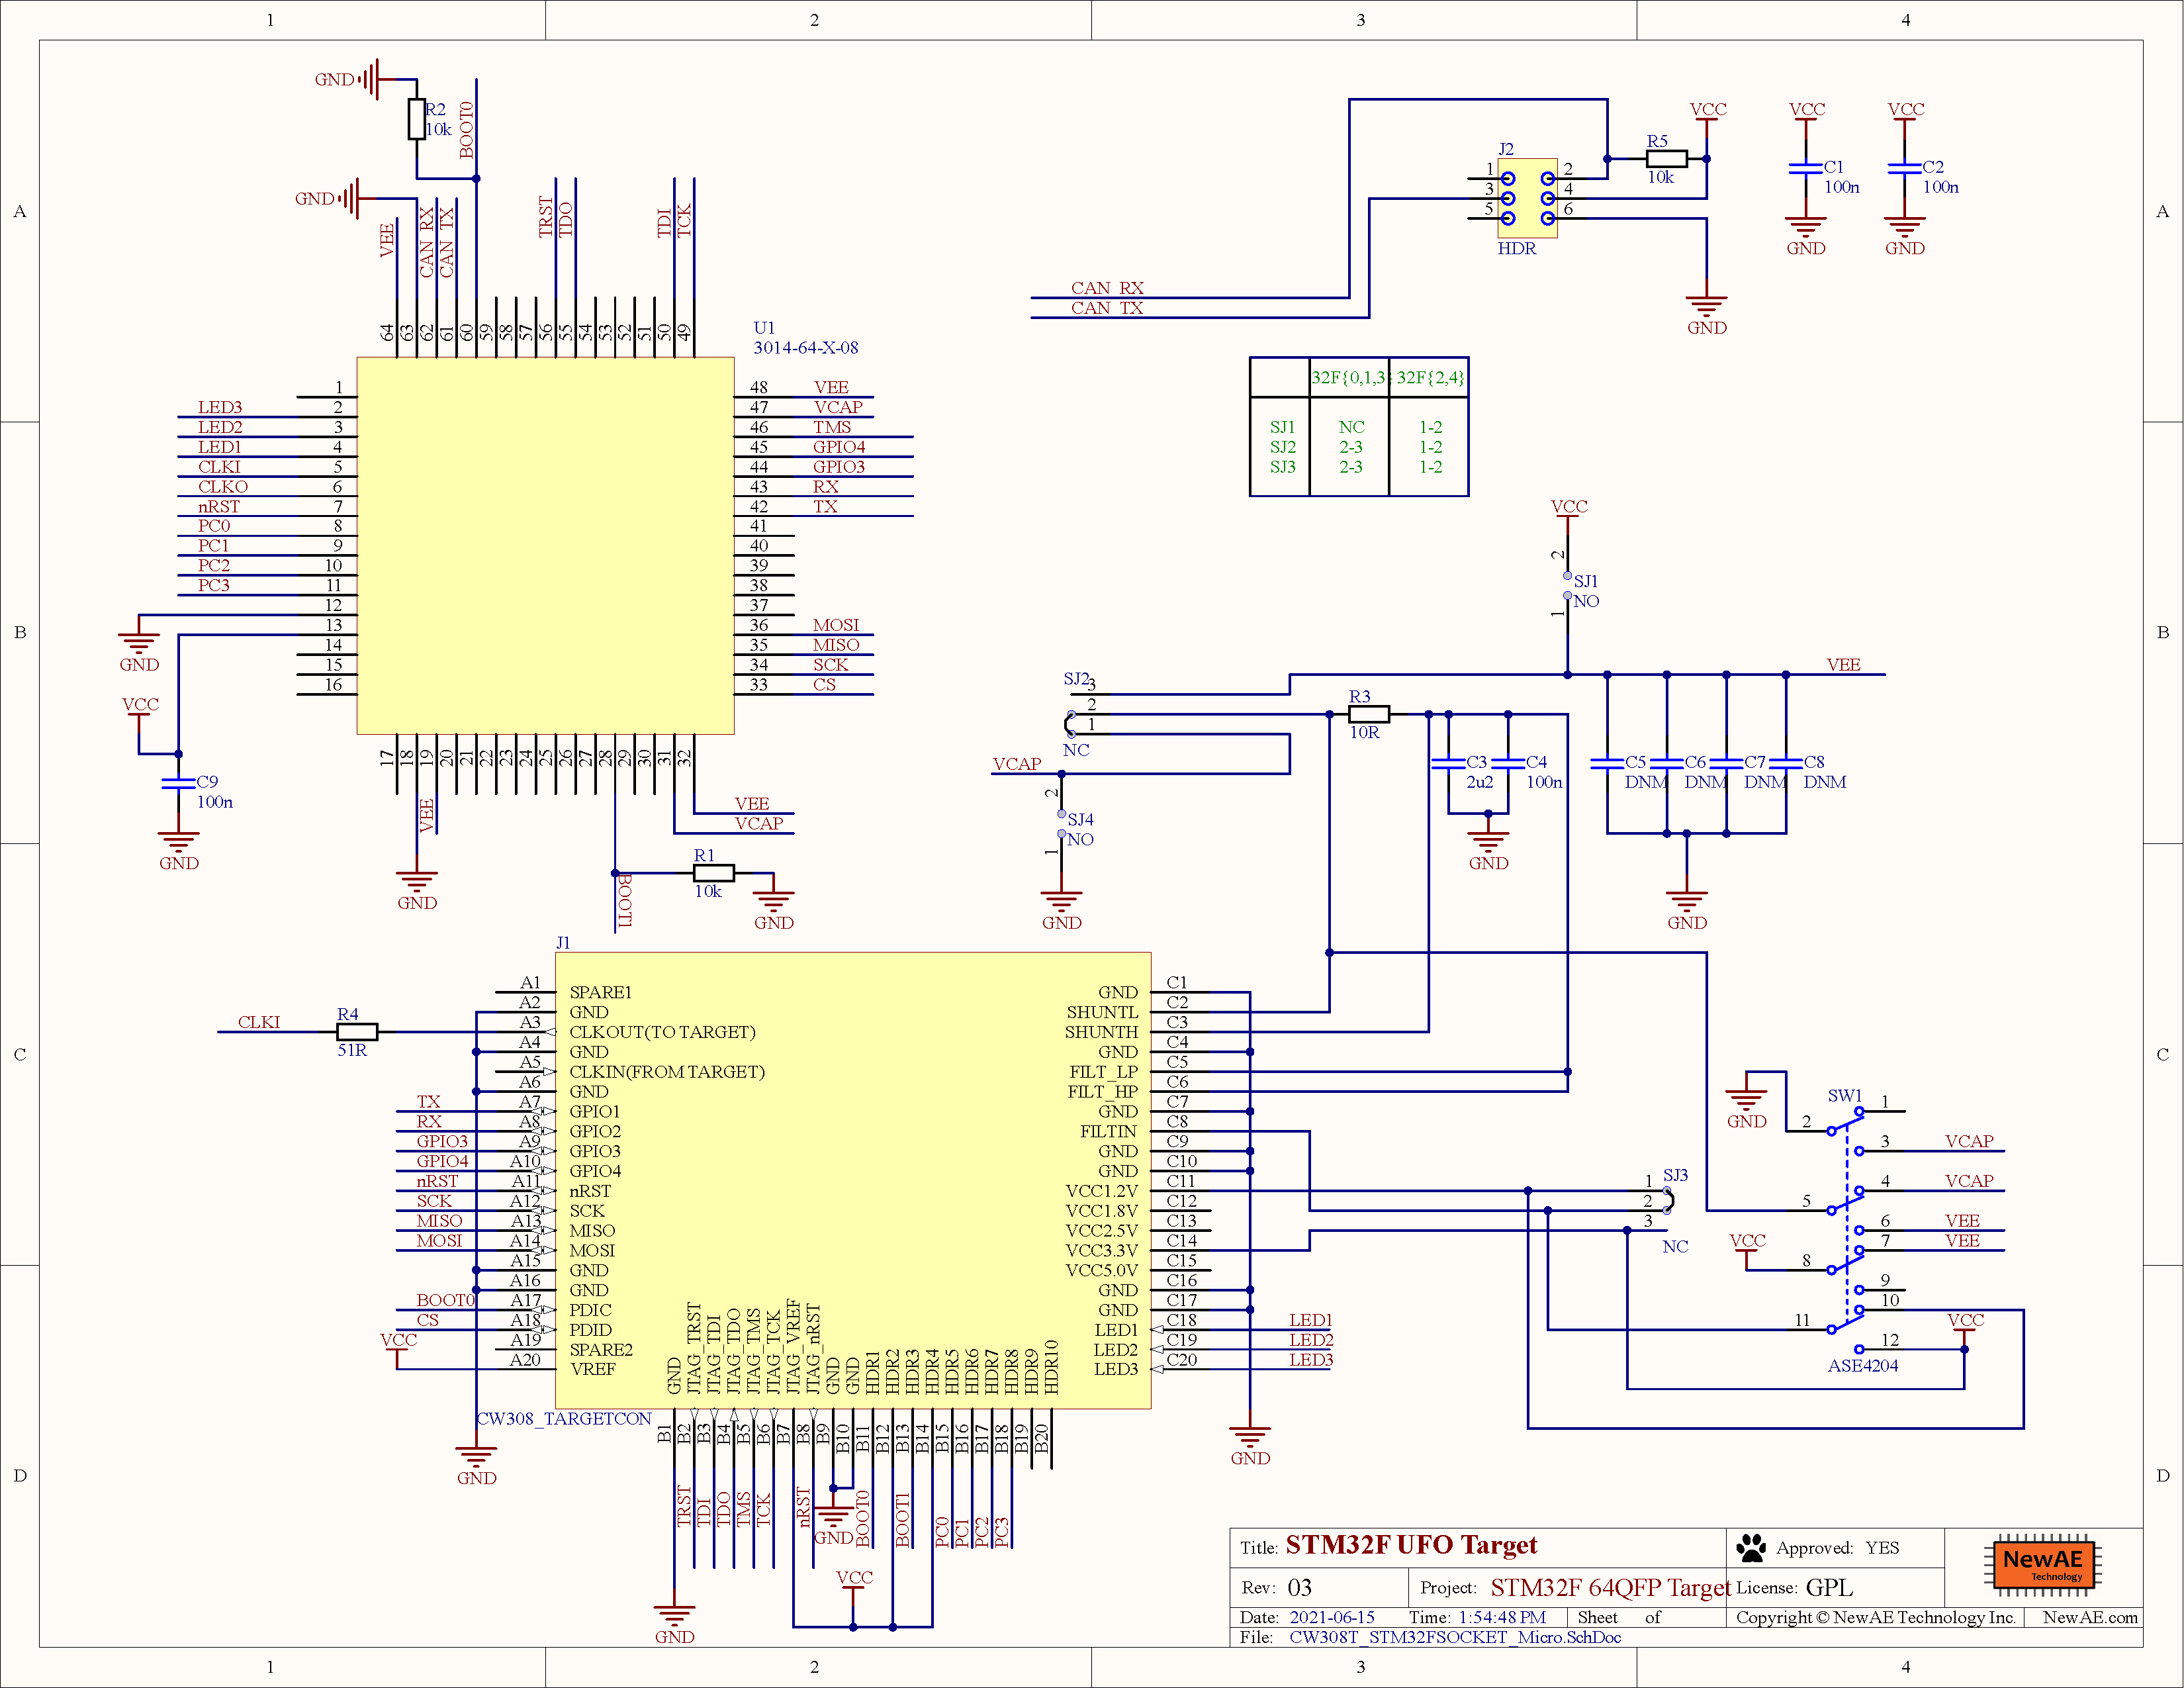 1 2 3 4
A A
B B
C C
D D
1 2 3 4
GND
R2
10k
BOOT0
GND
VEE
CAN_RX
CAN_TX
TRST
TDO
TDI
TCK
64 63 62 61 60 59 58 57 56 55 54 53 52 51 50 49
U1
3014-64-X-08
1
LED3 2
LED2 3
LED1 4
CLKI 5
CLKO 6
nRST 7
PC0 8
PC1 9
PC2 10
PC3 11
12
13
14
15
16
GND
VCC
C9
100n
GND
48 VEE
47 VCAP
46 TMS
45 GPIO4
44 GPIO3
43 RX
42 TX
41
40
39
38
37
36 MOSI
35 MISO
34 SCK
33 CS
17 18 19 20 21 22 23 24 25 26 27 28 29 30 31 32
VEE
GND
VEE
VCAP
BOOT1
R1
10k
GND
J2
1 2
3 4
5 6
HDR
R5
10k
VCC
GND
CAN_RX
CAN_TX
VCC
C1
100n
GND
VCC
C2
100n
GND
32F{0,1,3} 32F{2,4}
SJ1 NC 1-2
SJ2 2-3 1-2
SJ3 2-3 1-2
VCC
2
SJ1
NO
1
VEE
SJ2
3
2
1
NC
VCAP
2
SJ4
NO
1
GND
R3
10R
C3
2u2
C4
100n
GND
C5
DNM
C6
DNM
C7
DNM
C8
DNM
GND
J1
CLKI
R4
51R
A1 SPARE1
A2 GND
A3 CLKOUT(TO TARGET)
A4 GND
A5 CLKIN(FROM TARGET)
A6 GND
TX A7 GPIO1
RX A8 GPIO2
GPIO3 A9 GPIO3
GPIO4 A10 GPIO4
nRST A11 nRST
SCK A12 SCK
MISO A13 MISO
MOSI A14 MOSI
A15 GND
A16 GND
BOOT0 A17 PDIC
CS A18 PDID
A19 SPARE2
VCC A20 VREF
CW308_TARGETCON
GND
GND C1
SHUNTL C2
SHUNTH C3
GND C4
FILT_LP C5
FILT_HP C6
GND C7
FILTIN C8
GND C9
GND C10
VCC1.2V C11
VCC1.8V C12
VCC2.5V C13
VCC3.3V C14
VCC5.0V C15
GND C16
GND C17
LED1 C18 LED1
LED2 C19 LED2
LED3 C20 LED3
GND
GND JTAG_TRST JTAG_TDI JTAG_TDO JTAG_TMS JTAG_TCK JTAG_VREF JTAG_nRST GND GND HDR1 HDR2 HDR3 HDR4 HDR5 HDR6 HDR7 HDR8 HDR9 HDR10
B1 B2 B3 B4 B5 B6 B7 B8 B9 B10 B11 B12 B13 B14 B15 B16 B17 B18 B19 B20
TRST TDI TDO TMS TCK nRST BOOT0 BOOT1 PC0 PC1 PC2 PC3
GND
GND
VCC
SJ3
1
2
3
NC
SW1
GND
1
2
3 VCAP
4 VCAP
5
6 VEE
7 VEE
VCC
8
9
10
11
12
VCC
ASE4204
Title: STM32F UFO Target
Approved: YES
NewAE
Technology
Rev: 03
Project: STM32F 64QFP Target
License: GPL
Date: 2021-06-15 Time: 1:54:48 PM Sheet of
Copyright © NewAE Technology Inc. NewAE.com
File: CW308T_STM32FSOCKET_Micro.SchDoc